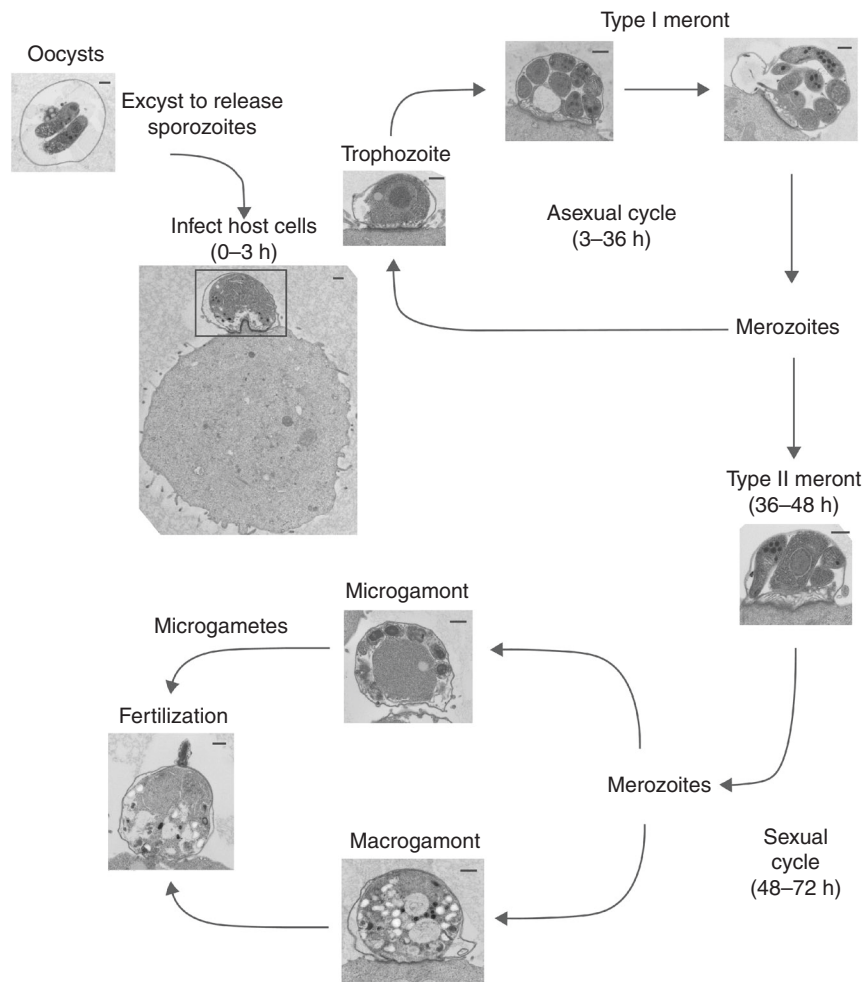 Type I meront
Oocysts
Excyst to release
sporozoites
Trophozoite
Infect host cells
(0–3 h)
Asexual cycle
(3–36 h)
Merozoites
Type II meront
(36–48 h)
Microgamont
Microgametes
Fertilization
Merozoites
Macrogamont
Sexual
cycle
(48–72 h)